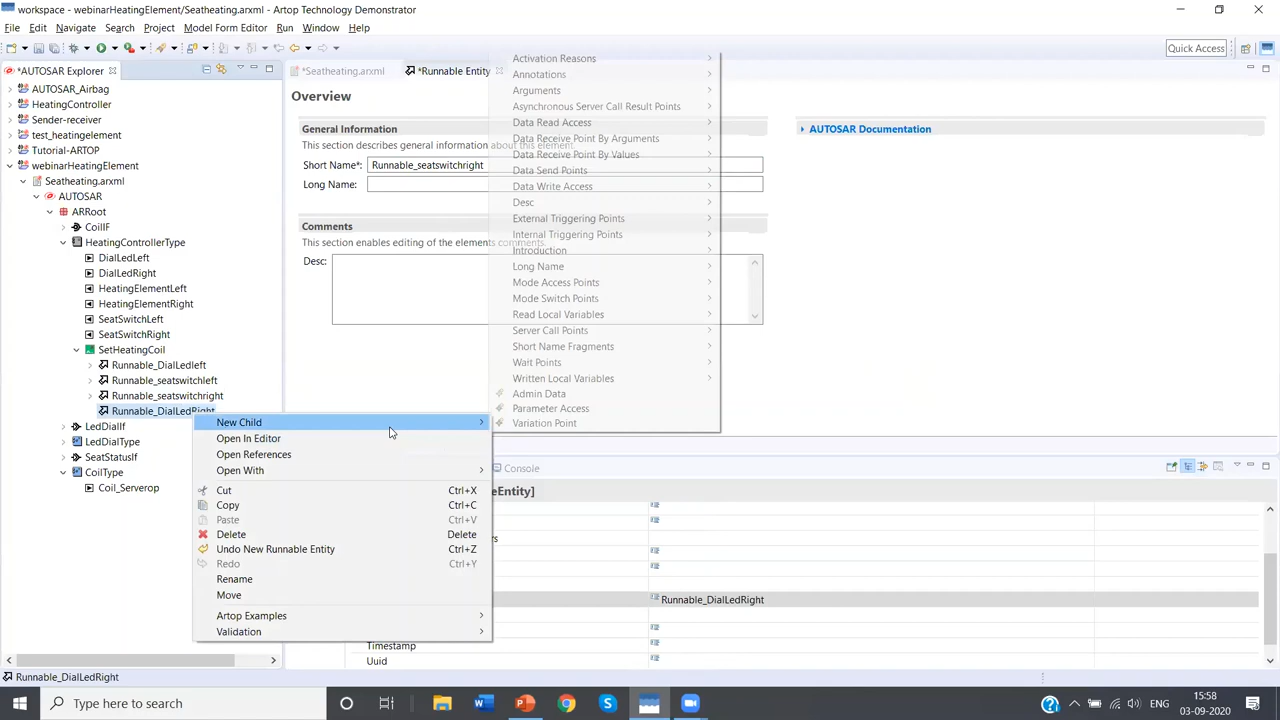 workspace - webinarHeatingElement/Seatheating.arxml - Artop Technology Demonstrator
File Edit Navigate Search Project Model Form Editor Run Window Help
Quick Access
*AUTOSAR Explorer
*Seatheating.arxml
*Runnable Entity
AUTOSAR_Airbag
HeatingController
Sender-receiver
test_heatingelement
Tutorial-ARTOP
webinarHeatingElement
Seatheating.arxml
AUTOSAR
ARRoot
CoilIF
HeatingControllerType
DialLedLeft
DialLedRight
HeatingElementLeft
HeatingElementRight
SeatSwitchLeft
SeatSwitchRight
SetHeatingCoil
Runnable_DialLedleft
Runnable_seatswitchleft
Runnable_seatswitchright
Runnable_DialLedRight
LedDialIf
LedDialType
SeatStatusIf
CoilType
Coil_Serverop
Overview
General Information
This section describes general information about this element.
Short Name*: Runnable_seatswitchright
Long Name:
Comments
This section enables editing of the elements comments.
Desc:
AUTOSAR Documentation
Activation Reasons
Annotations
Arguments
Asynchronous Server Call Result Points
Data Read Access
Data Receive Point By Arguments
Data Receive Point By Values
Data Send Points
Data Write Access
Desc
External Triggering Points
Internal Triggering Points
Introduction
Long Name
Mode Access Points
Mode Switch Points
Read Local Variables
Server Call Points
Short Name Fragments
Wait Points
Written Local Variables
Admin Data
Parameter Access
Variation Point
New Child
Open In Editor
Open References
Open With
Cut Ctrl+X
Copy Ctrl+C
Paste Ctrl+V
Delete Delete
Undo New Runnable Entity Ctrl+Z
Redo Ctrl+Y
Rename
Move
Artop Examples
Validation
Console
eEntity]
rs
Runnable_DialLedRight
Timestamp
Uuid
Runnable_DialLedRight
Type here to search
ENG
15:58
03-09-2020